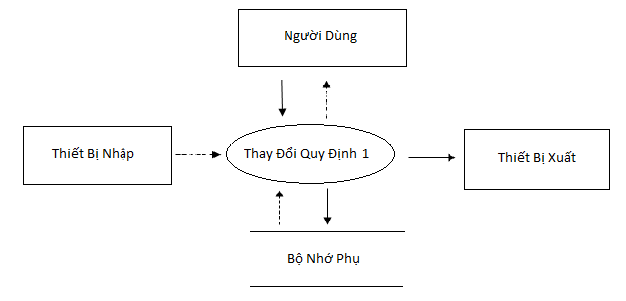 Người Dùng
Thiết Bị Nhập
Thay Đổi Quy Định 1
Thiết Bị Xuất
Bộ Nhớ Phụ